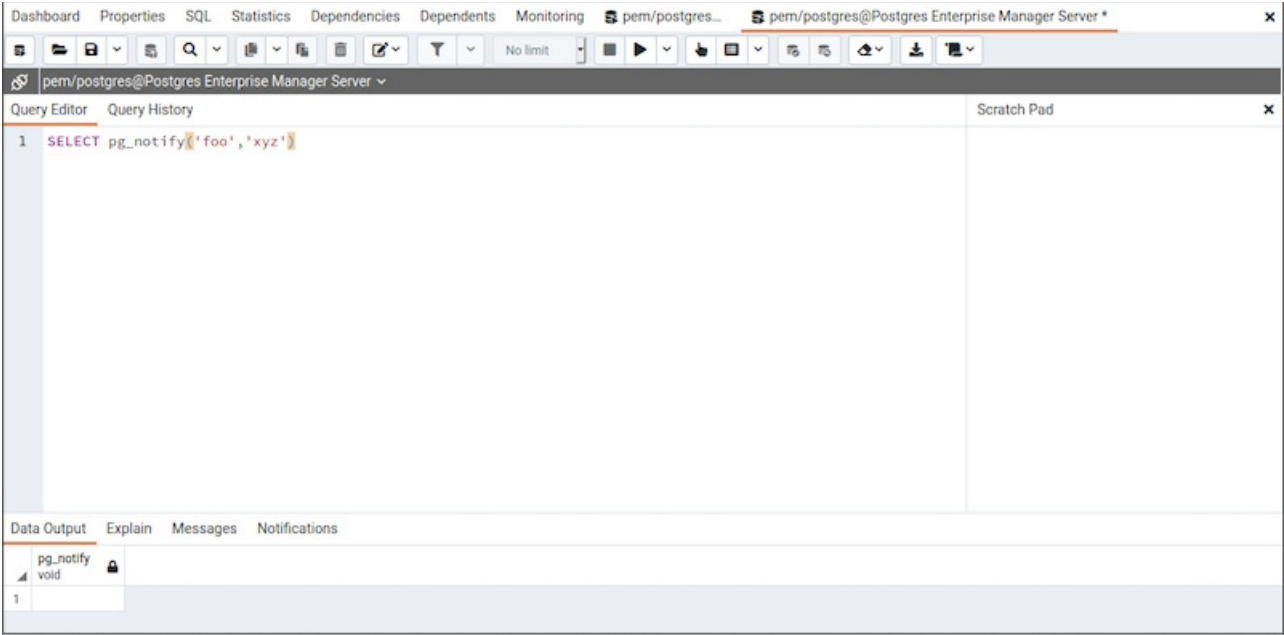 Dashboard Properties SQL Statistics Dependencies Dependents Monitoring pem/postgres... pem/postgres@Postgres Enterprise Manager Server *
No limit
pem/postgres@Postgres Enterprise Manager Server
Query Editor Query History Scratch Pad
1 SELECT pg_notify('foo','xyz')
Data Output Explain Messages Notifications
pg_notify
void
1